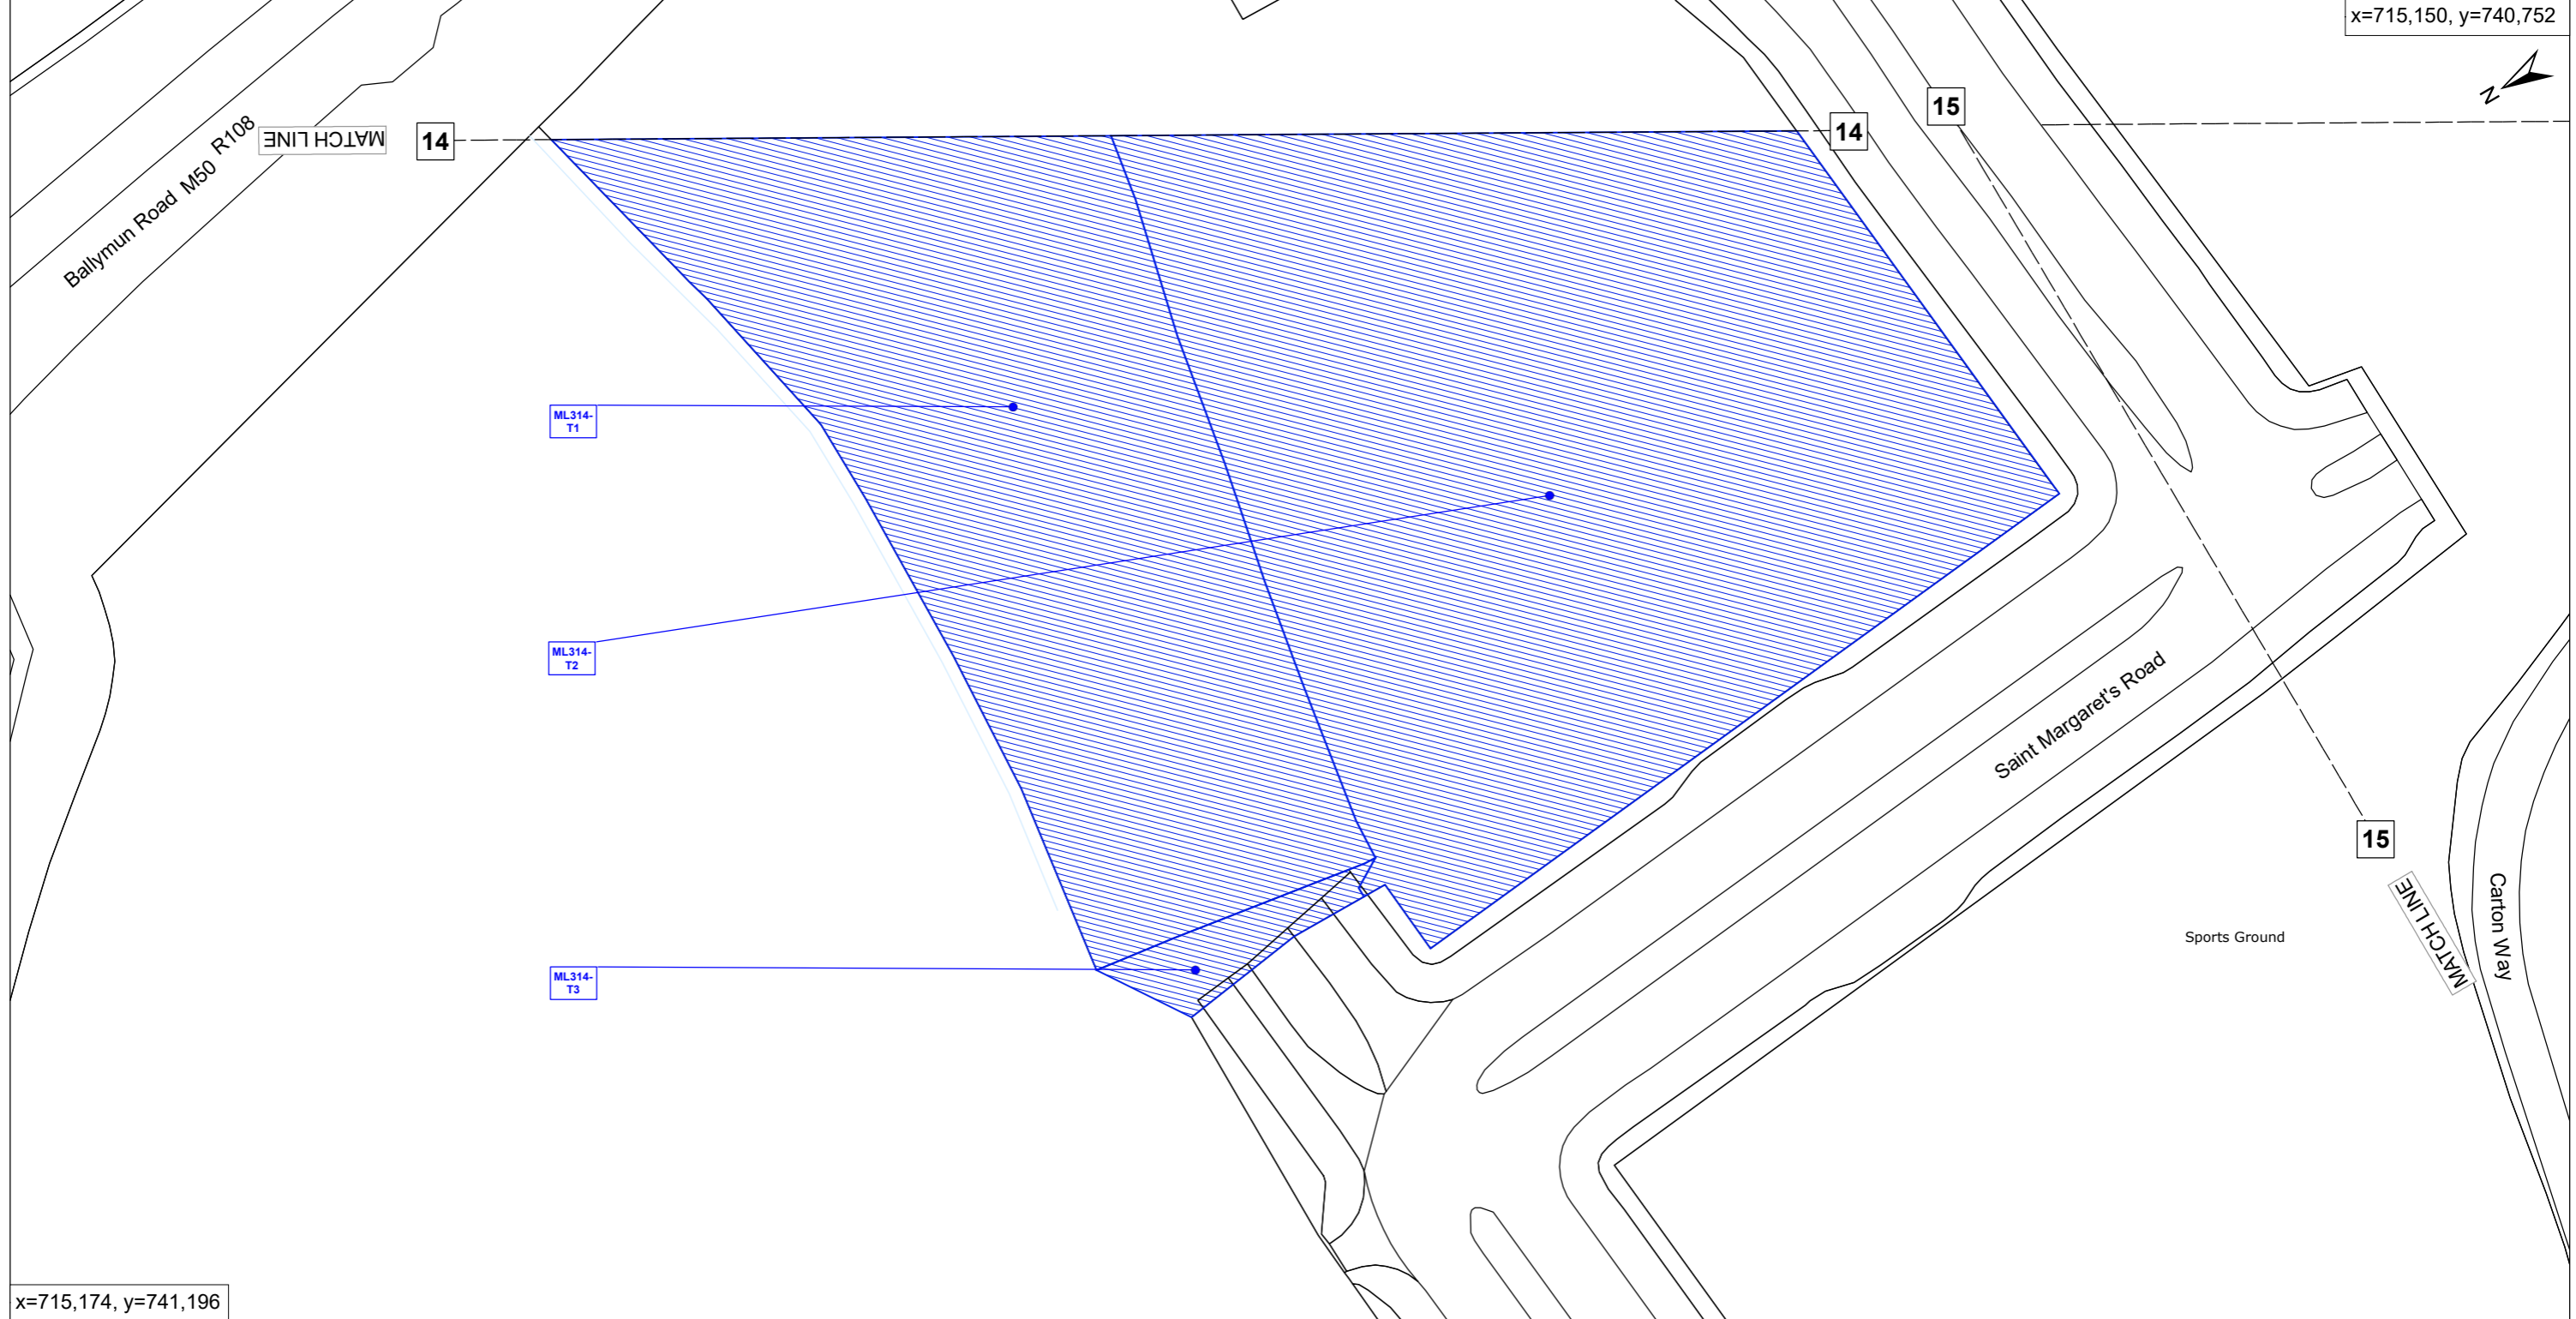 x=715,150, y=740,752
N
15
14
MATCH LINE
14
Ballymun Road M50 R108
ML314-
T1
ML314-
T2
Saint Margaret's Road
15
MATCH LINE
Carton Way
Sports Ground
ML314-
T3
x=715,174, y=741,196